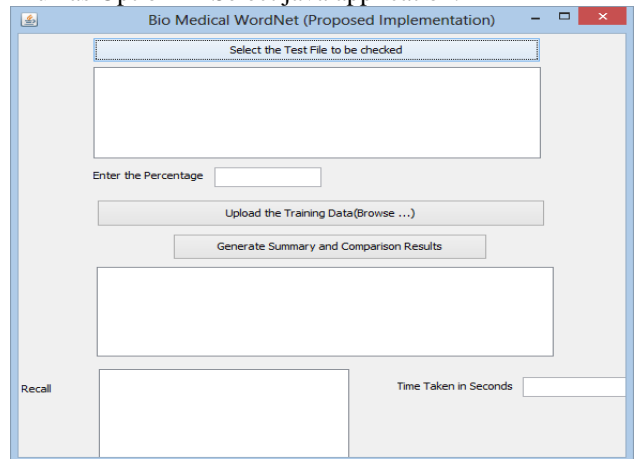 Bio Medical WordNet (Proposed Implementation)
Select the Test File to be checked
Enter the Percentage
Upload the Training Data(Browse ...)
Generate Summary and Comparison Results
Recall Time Taken in Seconds